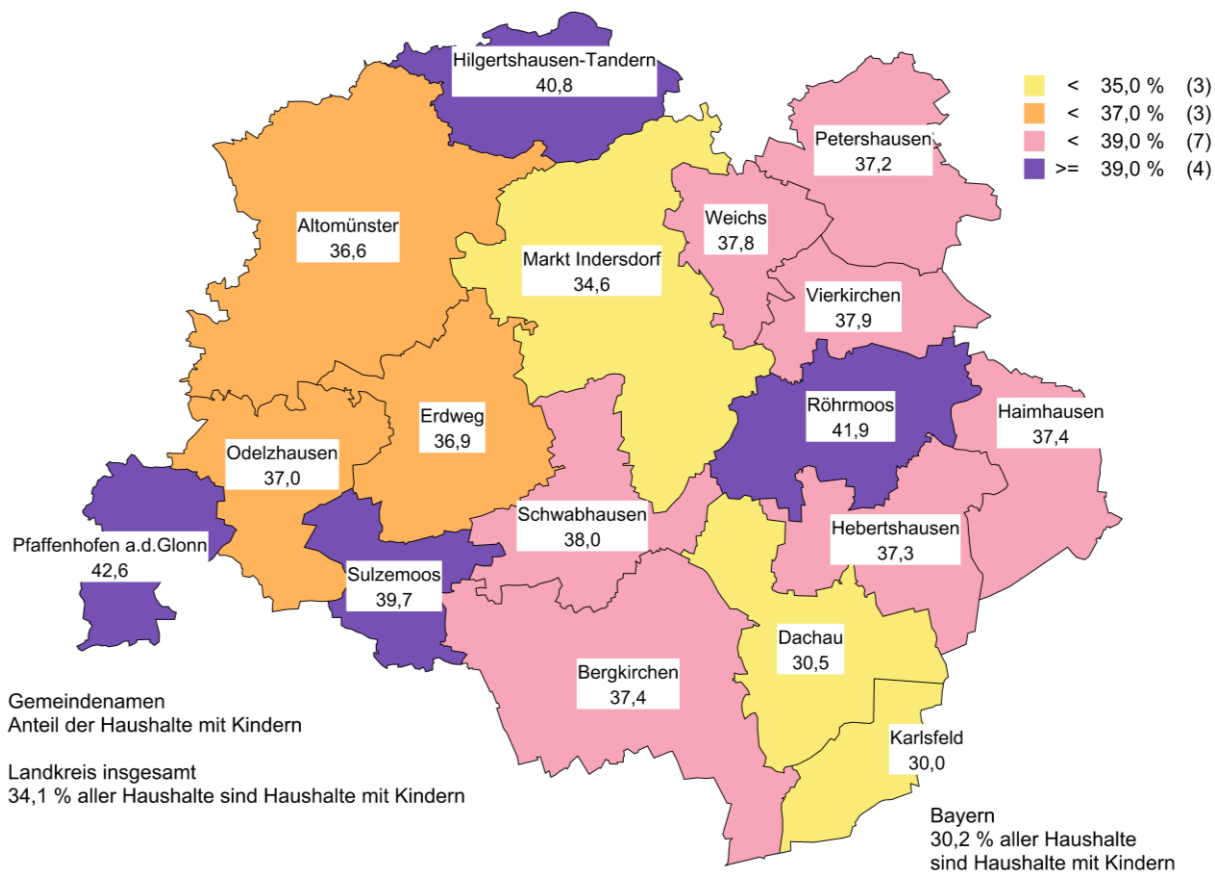 Hilgertshausen-Tandern
40,8
< 35,0 % (3)
< 37,0 % (3)
< 39,0 % (7)
>= 39,0 % (4)
Petershausen
37,2
Altomünster
36,6
Weichs
37,8
Markt Indersdorf
34,6
Vierkirchen
37,9
Erdweg
36,9
Röhrmoos
41,9
Haimhausen
37,4
Odelzhausen
37,0
Schwabhausen
38,0
Hebertshausen
37,3
Pfaffenhofen a.d.Glonn
42,6
Sulzemoos
39,7
Dachau
30,5
Bergkirchen
37,4
Karlsfeld
30,0
Gemeindenamen
Anteil der Haushalte mit Kindern
Landkreis insgesamt
34,1 % aller Haushalte sind Haushalte mit Kindern
Bayern
30,2 % aller Haushalte
sind Haushalte mit Kindern